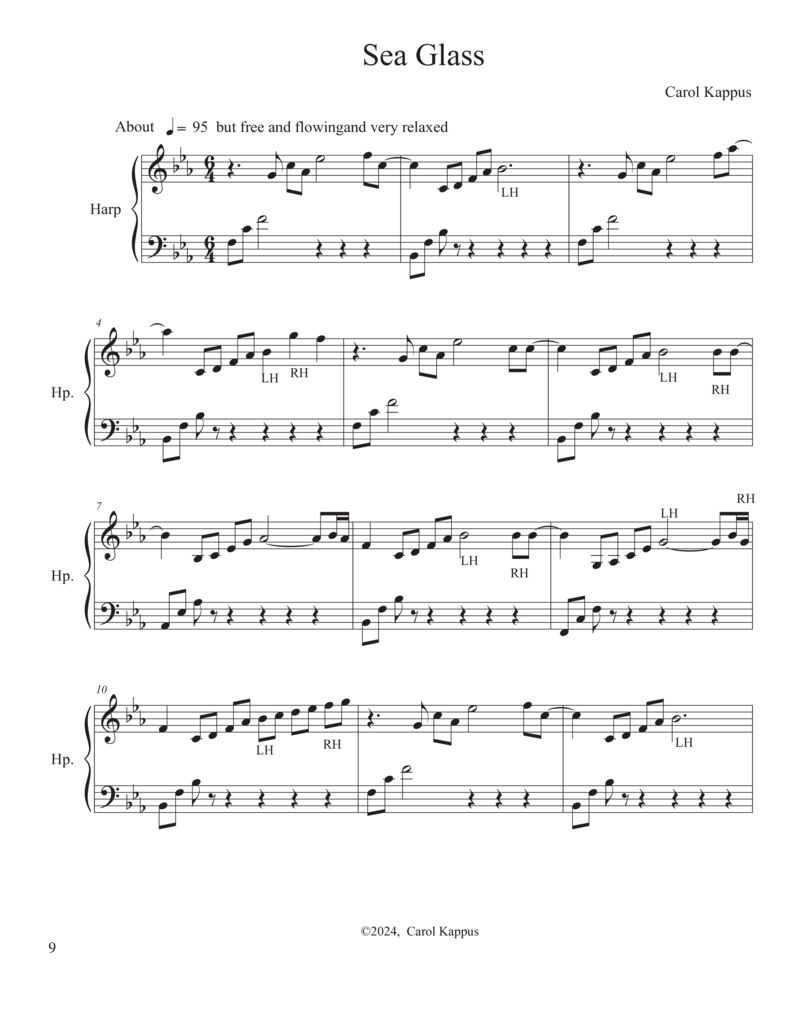 Sea Glass
Carol Kappus
About ♩ = 95 but free and flowingand very relaxed
Harp
6
4
6
4
LH
4
Hp.
LH
RH
LH
RH
7
Hp.
LH
RH
LH
RH
10
Hp.
LH
RH
LH
©2024, Carol Kappus
9